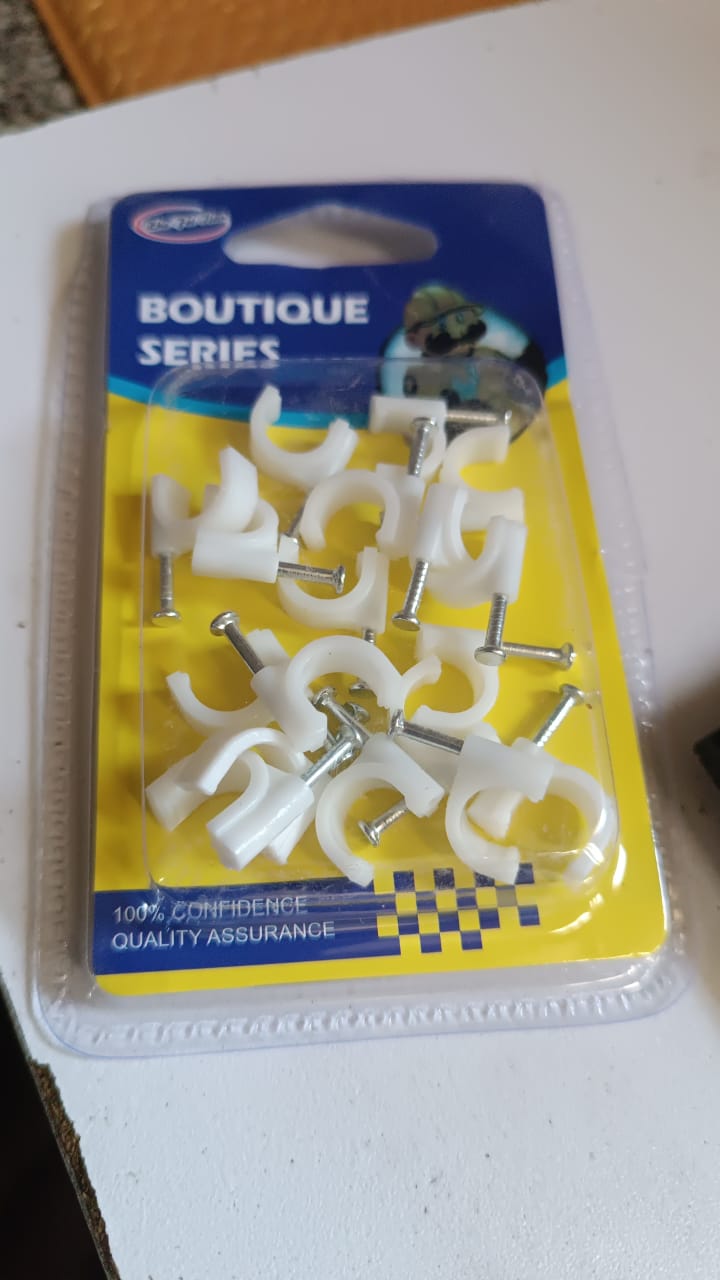 BOUTIQUE
SERIES
100% CONFIDENCE
QUALITY ASSURANCE